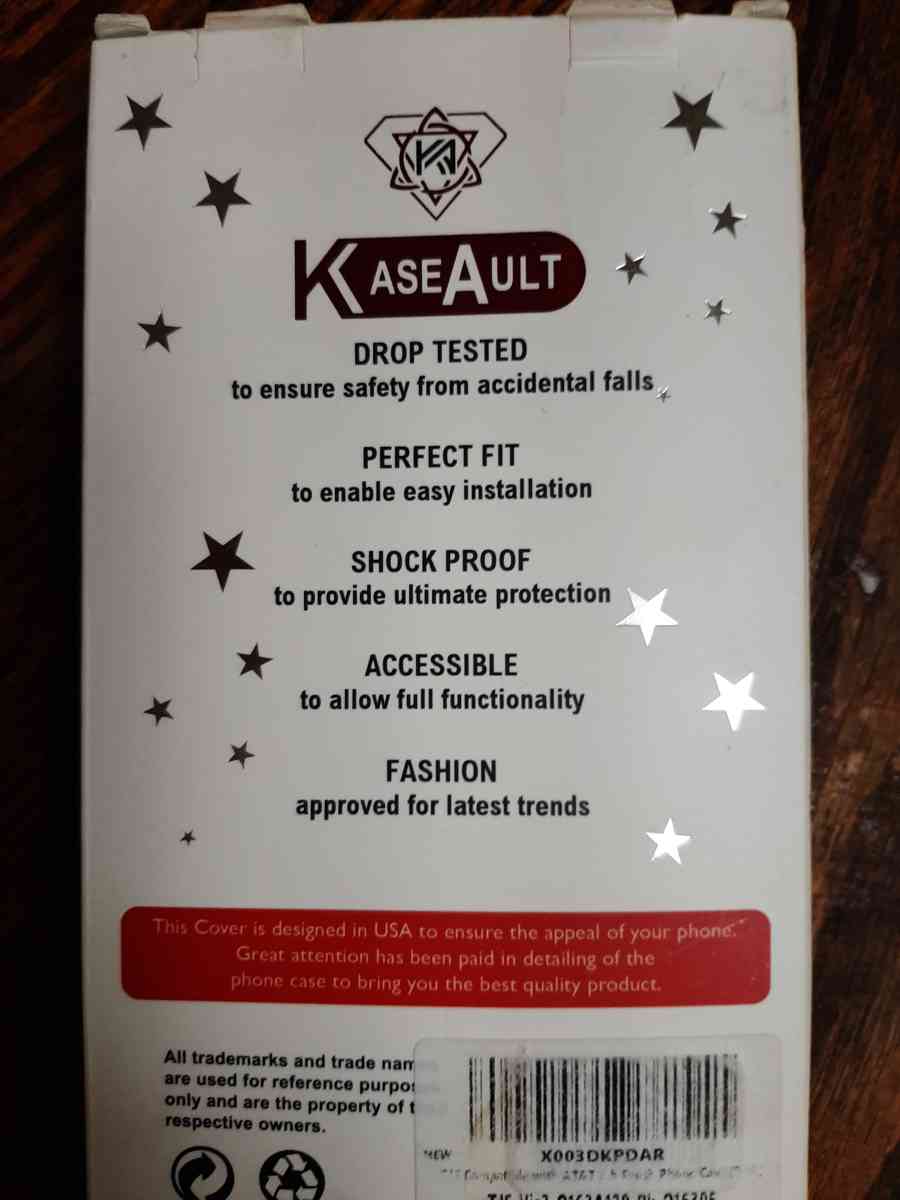 KA
KASEAULT
DROP TESTED
to ensure safety from accidental falls
PERFECT FIT
to enable easy installation
SHOCK PROOF
to provide ultimate protection
ACCESSIBLE
to allow full functionality
FASHION
approved for latest trends
This Cover is designed in USA to ensure the appeal of your phone.
Great attention has been paid in detailing of the
phone case to bring you the best quality product.
All trademarks and trade nam
are used for reference purpo
only and are the property of t
respective owners.
NEW
X003DKPDAR
Compatible with AT&T